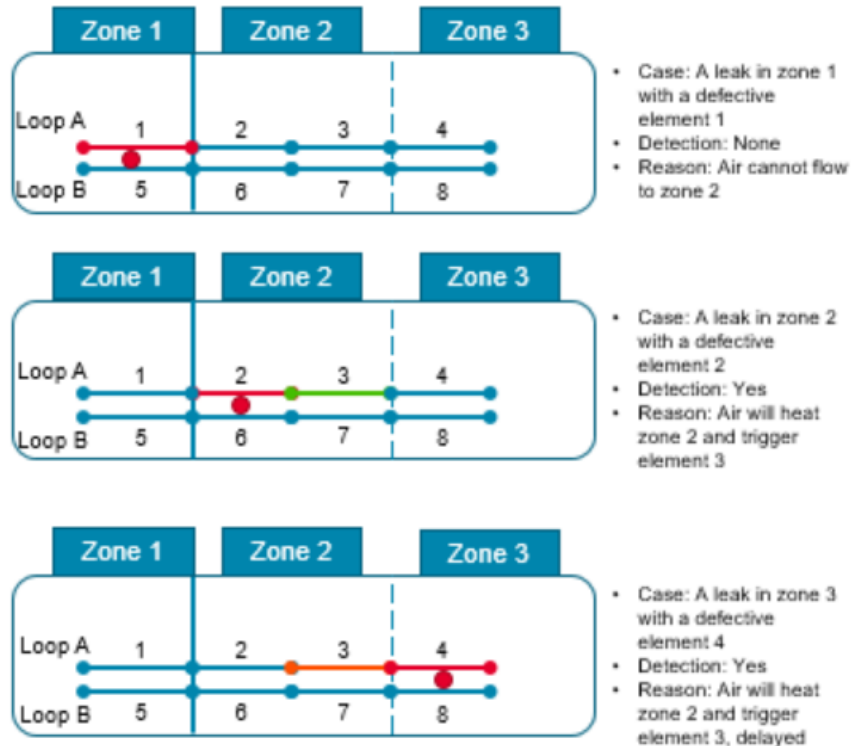 Zone 1
Zone 2
Zone 3
Loop A
1
2
3
4
Loop B
5
6
7
8
• Case: A leak in zone 1
with a defective
element 1
• Detection: None
• Reason: Air cannot flow
to zone 2
Zone 1
Zone 2
Zone 3
Loop A
1
2
3
4
Loop B
5
6
7
8
• Case: A leak in zone 2
with a defective
element 2
• Detection: Yes
• Reason: Air will heat
zone 2 and trigger
element 3
Zone 1
Zone 2
Zone 3
Loop A
1
2
3
4
Loop B
5
6
7
8
• Case: A leak in zone 3
with a defective
element 4
• Detection: Yes
• Reason: Air will heat
zone 2 and trigger
element 3, delayed